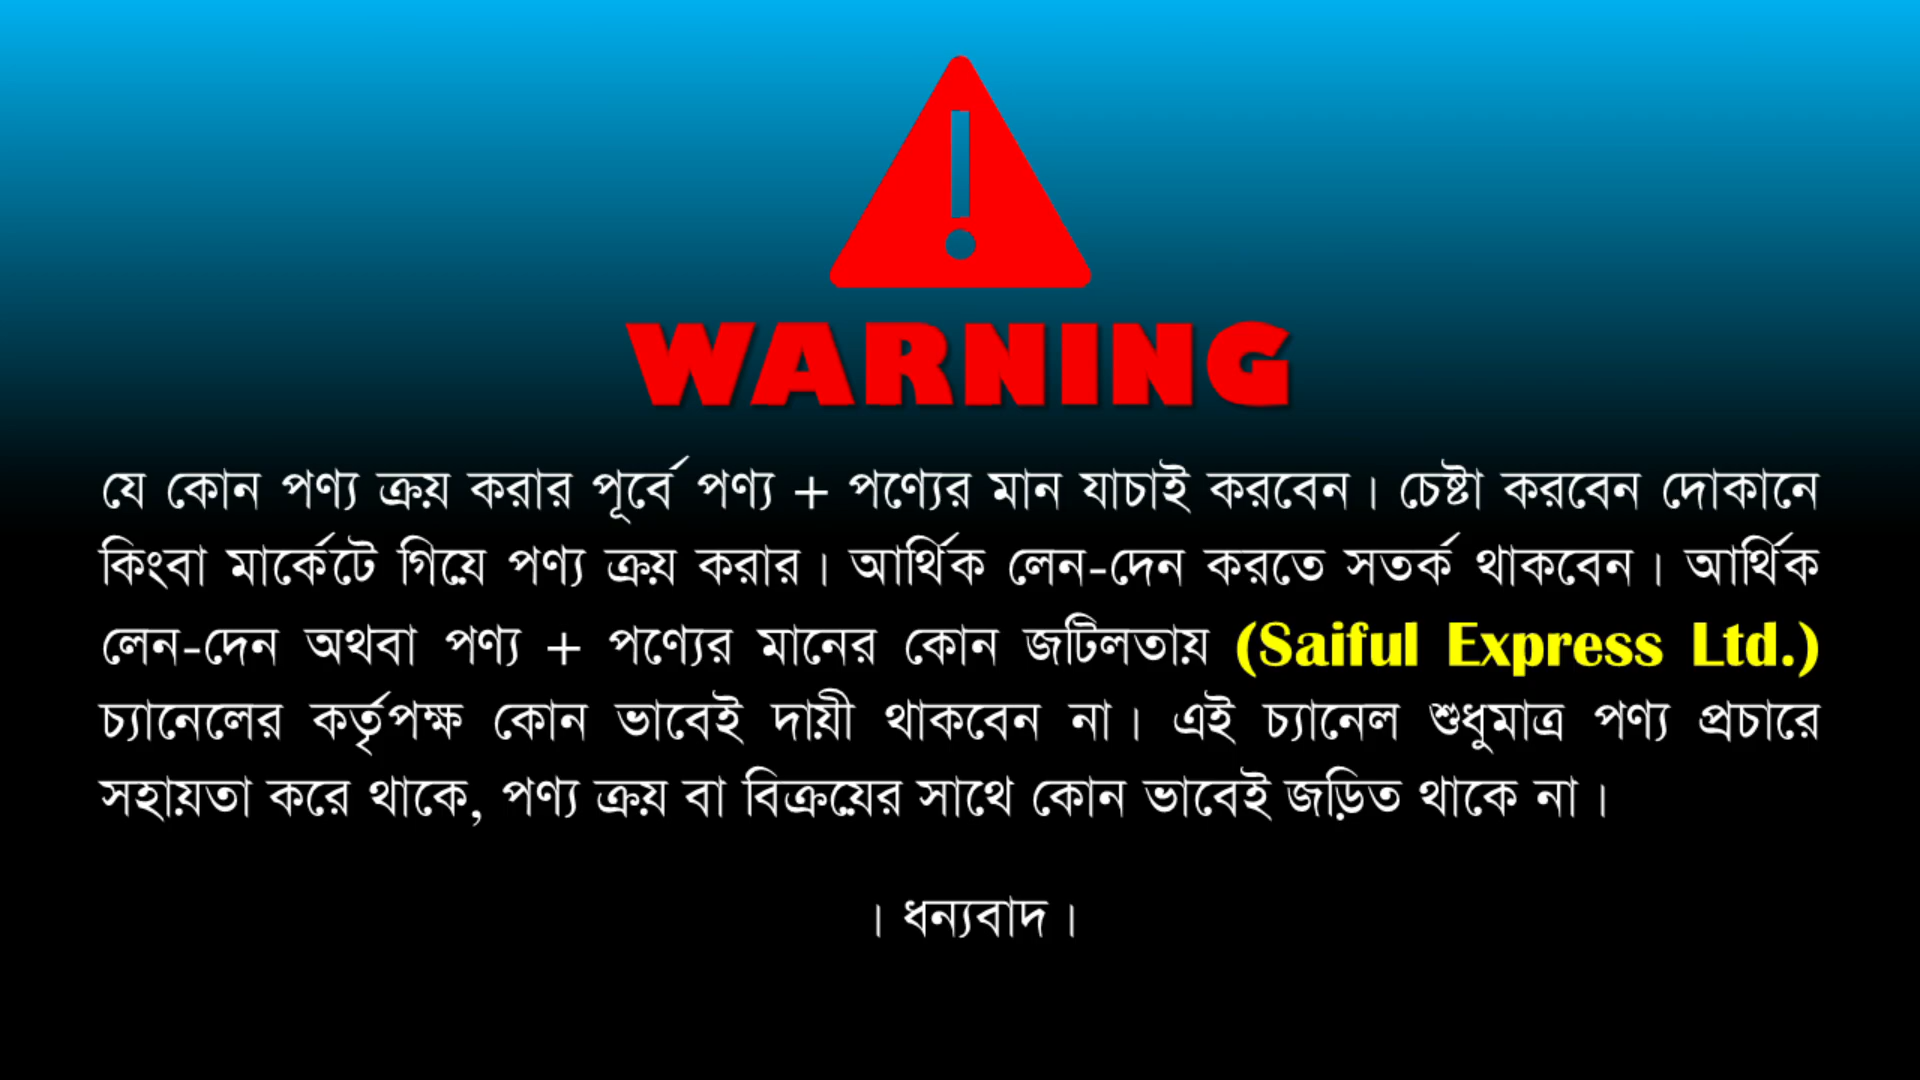 WARNING
যে কোন পণ্য ক্রয় করার পূর্বে পণ্য + পণ্যের মান যাচাই করবেন। চেষ্টা করবেন দোকানে
কিংবা মার্কেটে গিয়ে পণ্য ক্রয় করার। আর্থিক লেন-দেন করতে সতর্ক থাকবেন। আর্থিক
লেন-দেন অথবা পণ্য + পণ্যের মানের কোন জটিলতায় (Saiful Express Ltd.)
চ্যানেলের কর্তৃপক্ষ কোন ভাবেই দায়ী থাকবেন না। এই চ্যানেল শুধুমাত্র পণ্য প্রচারে
সহায়তা করে থাকে, পণ্য ক্রয় বা বিক্রয়ের সাথে কোন ভাবেই জড়িত থাকে না।
। ধন্যবাদ ।